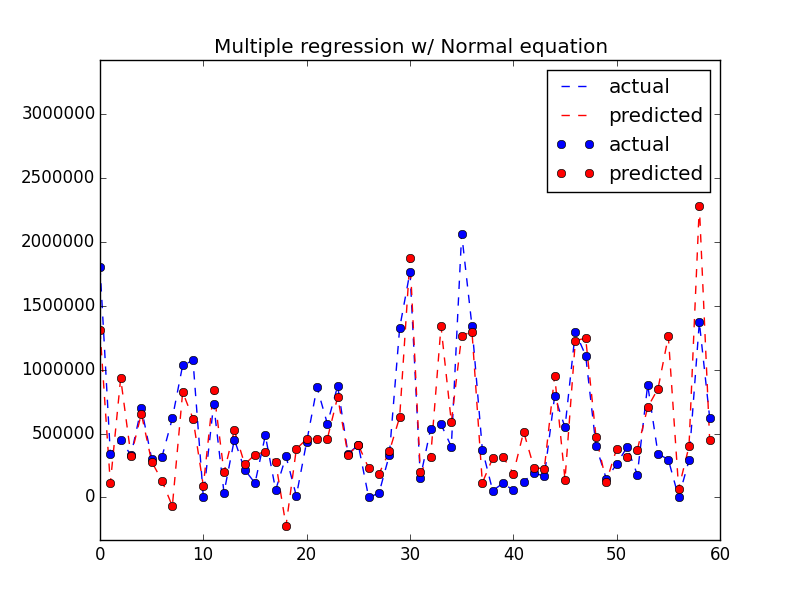 Multiple regression w/ Normal equation
actual
predicted
actual
predicted
3000000
2500000
2000000
1500000
1000000
500000
0
0 10 20 30 40 50 60